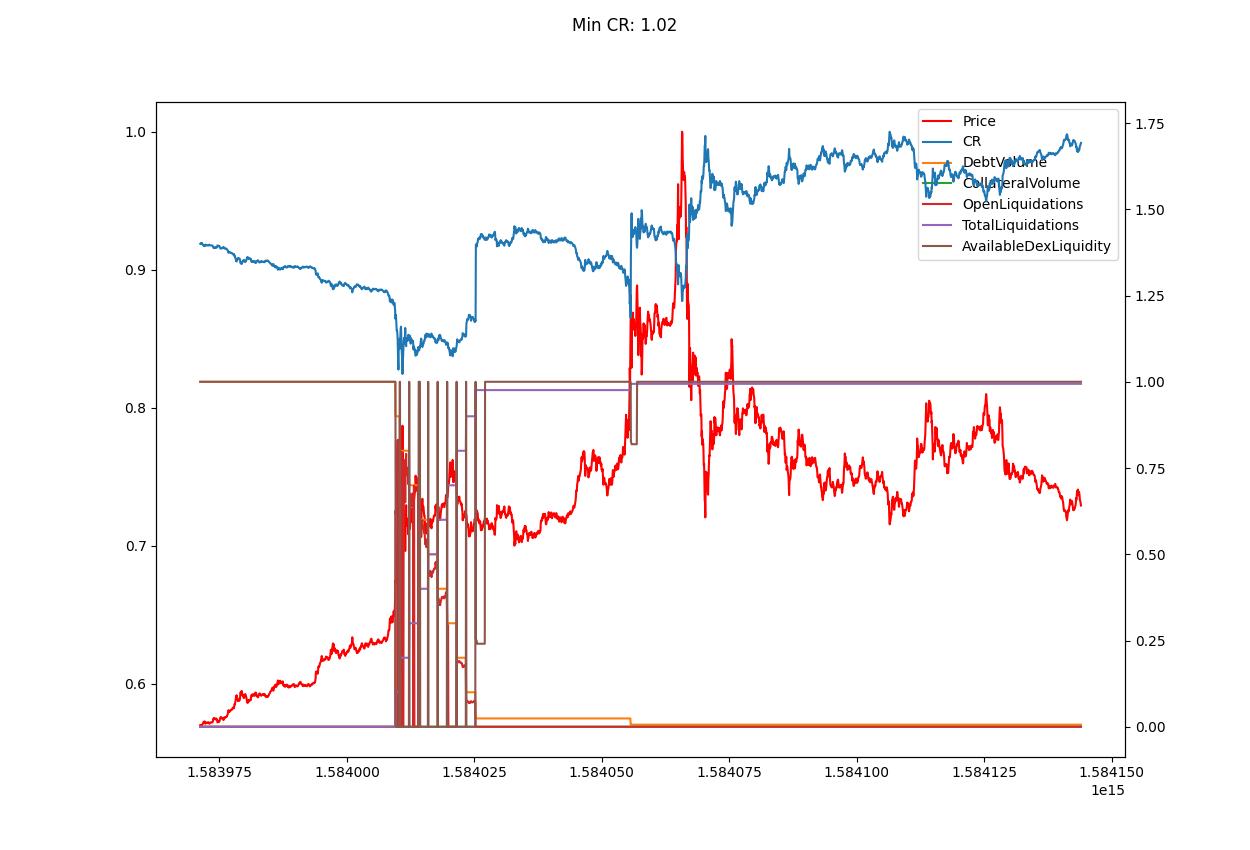 Min CR: 1.02
1.0
0.9
0.8
0.7
0.6
1.75
1.50
1.25
1.00
0.75
0.50
0.25
0.00
Price
CR
DebtVolume
CollateralVolume
OpenLiquidations
TotalLiquidations
AvailableDexLiquidity
1.583975 1.584000 1.584025 1.584050 1.584075 1.584100 1.584125 1.584150
1e15